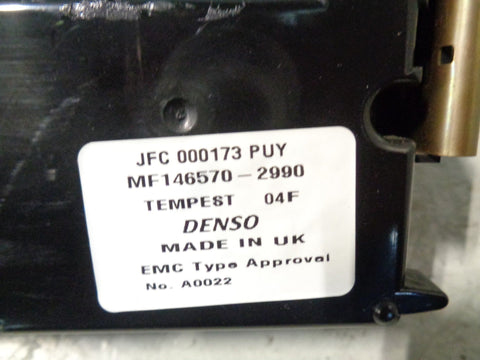 JFC 000173 PUY
MF146570-2990
TEMPEST 04F
DENSO
MADE IN UK
EMC Type Approval
No. A0022